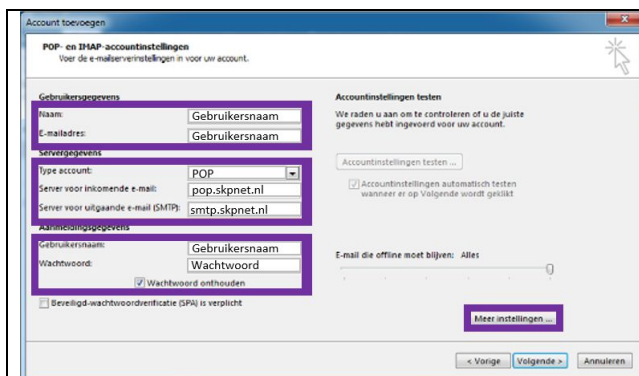 Account toevoegen
POP- en IMAP-accountinstellingen
Voer de e-mailserverinstellingen in voor uw account.
Gebruikersgegevens
Naam: Gebruikersnaam
E-mailadres: Gebruikersnaam
Servergegevens
Type account: POP
Server voor inkomende e-mail: pop.skpnet.nl
Server voor uitgaande e-mail (SMTP): smtp.skpnet.nl
Aanmeldingsgegevens
Gebruikersnaam: Gebruikersnaam
Wachtwoord: Wachtwoord
Wachtwoord onthouden
Beveiligd-wachtwoordverificatie (SPA) is verplicht
Accountinstellingen testen
We raden u aan om te controleren of u de juiste
gegevens hebt ingevoerd voor uw account.
Accountinstellingen testen ...
Accountinstellingen automatisch testen
wanneer er op Volgende wordt geklikt
E-mail die offline moet blijven: Alles
Meer instellingen ...
< Vorige Volgende > Annuleren